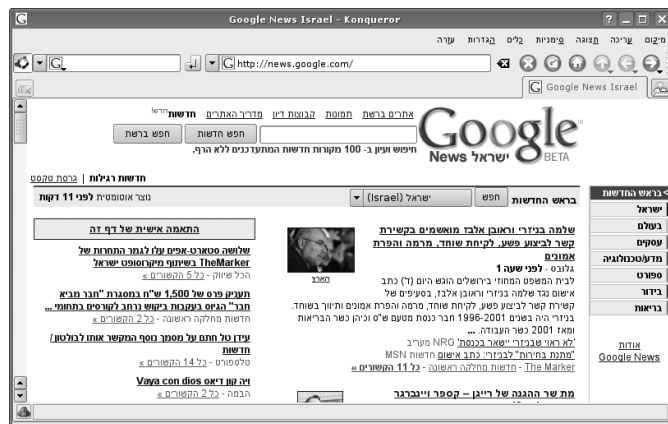 Google News Israel - Konqueror
מיקום עריכה תצוגה סימניות כלים הגדרות עזרה
http://news.google.com/
Google News Israel
אתרים ברשת תמונות קבוצות דיון מדריך האתרים חדשות חדש!
חפש חדשות חפש ברשת
חיפוש ועיון ב- 100 מקורות חדשות המתעדכנים ללא הרף.
Google
ישראל News BETA
חדשות רגילות | גרסת טקסט
>בראש החדשות
ישראל
בעולם
עסקים
מדע/טכנולוגיה
ספורט
בידור
בריאות
אודות
Google News
בראש החדשות חפש ישראל (Israel) נוצר אוטומטית לפני 11 דקות
שלמה בניזרי וראובן אלבז מואשמים בקשירת
קשר לביצוע פשע, לקיחת שוחד, מרמה והפרת
אמונים
גלובס - לפני שעה 1
לבית המשפט המחוזי בירושלים הוגש היום (ד') כתב
אישום נגד שלמה בניזרי וראובן אלבז, בסעיפים של
קשירת קשר לביצוע פשע, לקיחת שוחד, מרמה והפרת אמונים ותיווך בשוחד.
בניזרי היה בשנים 1996-2001 חבר כנסת מטעם ש"ס וכיהן כשר הבריאות
ומאז 2001 כשר העבודה. ...
'לא ראוי שבניזרי יישאר בכנסת' NRG מעריב
"מתנת בחירות" לבניזרי: כתב אישום חדשות MSN
The Marker - חדשות מחלקה ראשונה - כל 11 הקשורים »
הארץ
מת שר ההגנה של רייגן – קספר ויינברגר
התאמה אישית של דף זה
שלושה סטארט-אפים עלו לגמר התחרות של
TheMarker בשיתוף מיקרוסופט ישראל
הכל שיווק - כל 5 הקשורים »
תעניק פרס של 1,500 ש"ח במסגרת "חבר מביא
חבר" הגיוס בעקבות ביקוש נרחב לקורסים בתחומי ...
חדשות מחלקה ראשונה - כל 2 הקשורים »
עידן טל חתם על מסמך נוסף המקשר אותו לבולטון /
חדשות
טלספורט - כל 14 הקשורים »
ויה קון דיאוס Vaya con dios
הבמה - כל 2 הקשורים »